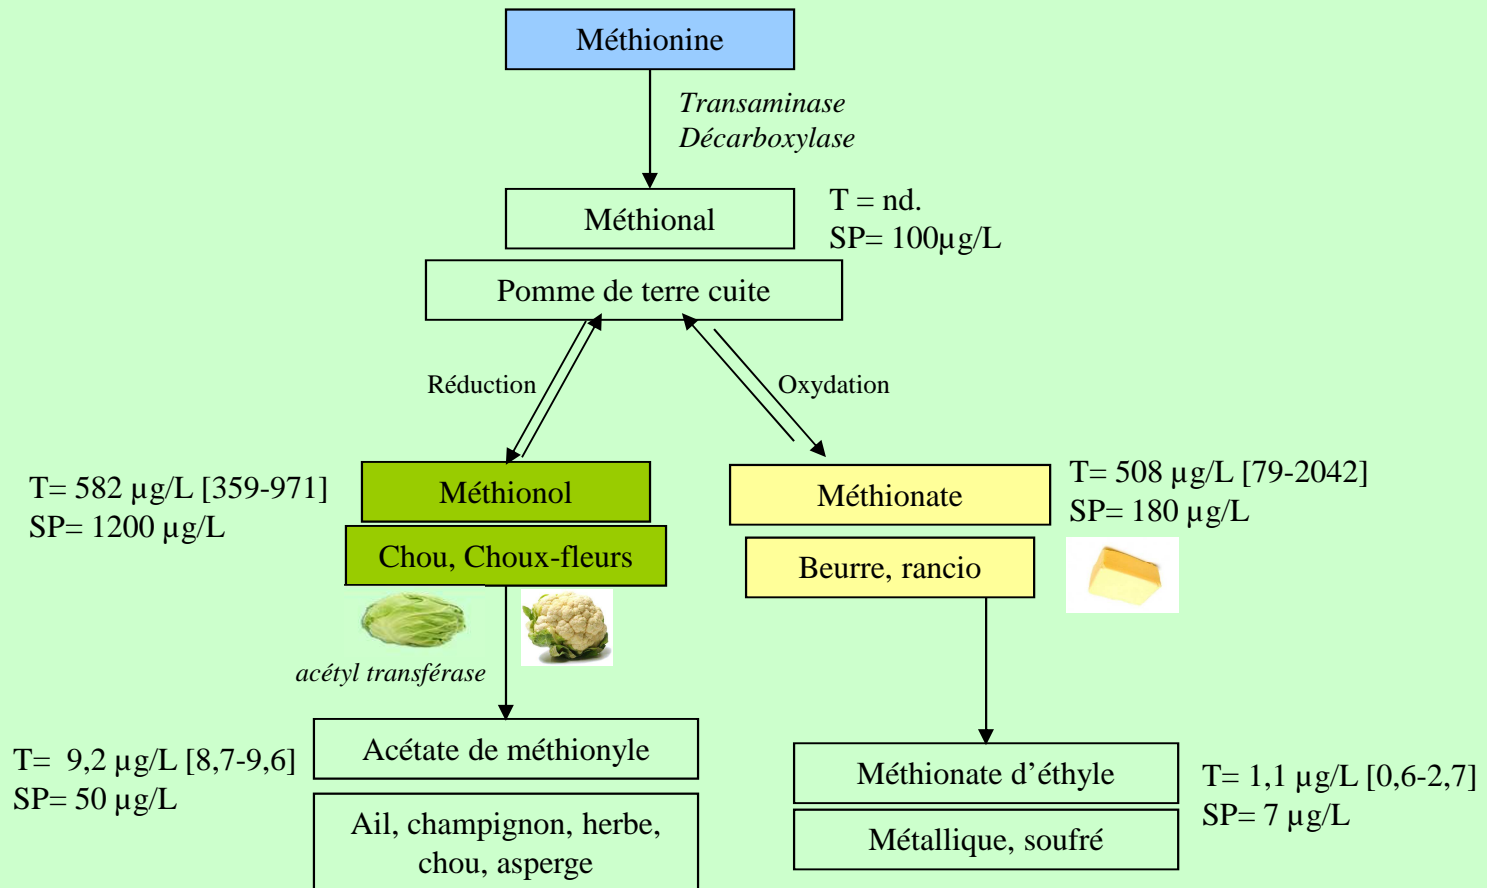 Méthionine
Transaminase
Décarboxylase
Méthional
T = nd.
SP= 100µg/L
Pomme de terre cuite
Réduction
Oxydation
T= 582 µg/L [359-971]
SP= 1200 µg/L
Méthionol
Chou, Choux-fleurs
Méthionate
Beurre, rancio
T= 508 µg/L [79-2042]
SP= 180 µg/L
acétyl transférase
T=  9,2 µg/L [8,7-9,6]
SP= 50 µg/L
Acétate de méthionyle
Ail, champignon, herbe,
chou, asperge
Méthionate d’éthyle
Métallique, soufré
T= 1,1 µg/L [0,6-2,7]
SP= 7 µg/L